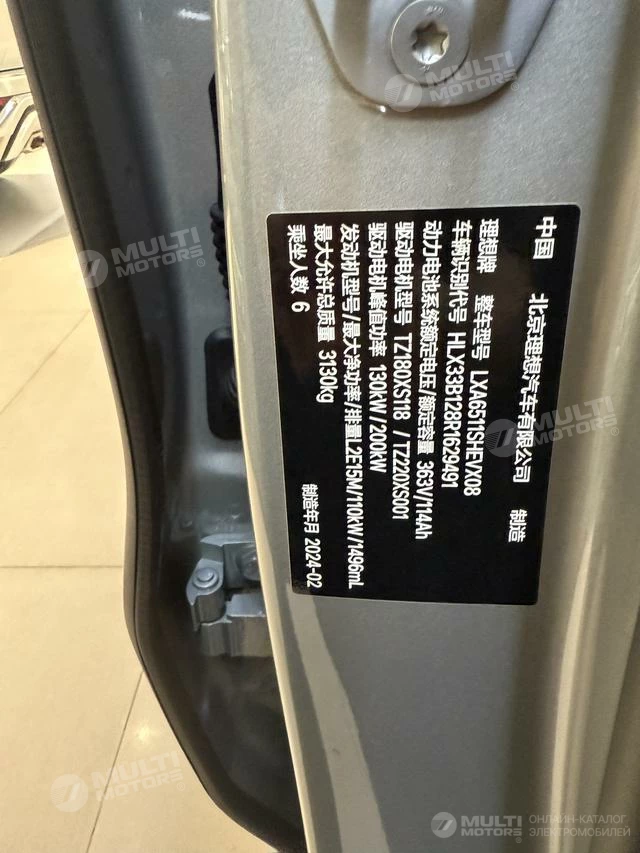 中国 北京理想汽车有限公司 制造
理想牌 整车型号 LXA6511SHEVX08
车辆识别代号 HLX33B128R1629491
动力电池系统额定电压/额定容量 363V/114Ah
驱动电机型号 TZ180XS118 /TZ220XS001
驱动电机峰值功率 130kW /200kW
发动机型号/最大净功率/排量L2E15M/110kW/1496mL
最大允许总质量 3130kg
乘坐人数 6 制造年月 2024-02
MULTI
MOTORS®
MULTI
MOTORS®
MULTI
MOTORS®
MULTI
MOTORS®
MULTI
MOTORS®
ОНЛАЙН-КАТАЛОГ
ЭЛЕКТРОМОБИЛЕЙ